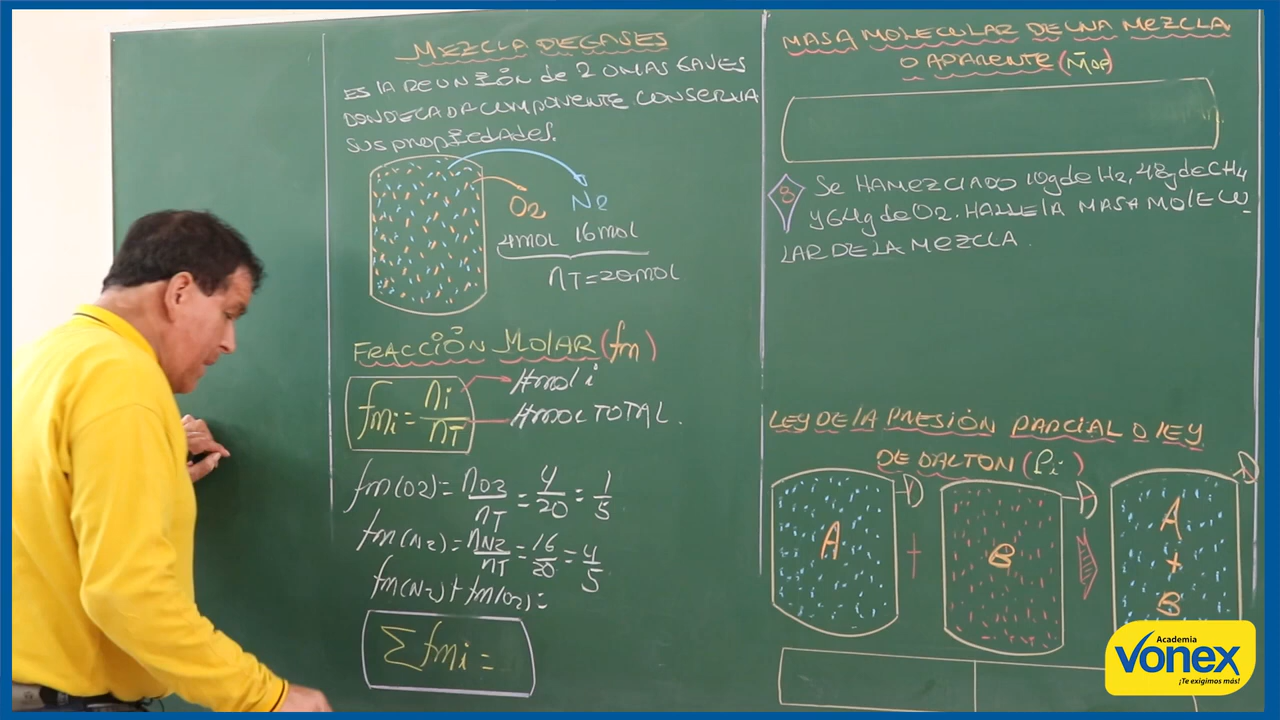 MEZCLA DE GASES
ES LA REUNIÓN de 2 O MAS GASES
DONDE CADA COMPONENTE CONSERVA
SUS PROPIEDADES.
O2 N2
4mol 16mol
nT=20mol
FRACCIÓN MOLAR (fm)
fmi = ni/nT
#mol i
#MOL TOTAL.
fm(O2) = nO2/nT = 4/20 = 1/5
fm(N2) = nN2/nT = 16/20 = 4/5
fm(N2) + fm(O2) =
∑fmi =
MASA MOLECULAR DE UNA MEZCLA
O APARENTE (M̄ap)
8 SE HA MEZCLADO 10g de H2, 48g de CH4
y 64g de O2. HALLE LA MASA MOLECU-
LAR DE LA MEZCLA.
LEY DE LA PRESIÓN PARCIAL O LEY
DE DALTON (Pi)
A + B A + B
Academia
Vonex
¡Te exigimos más!